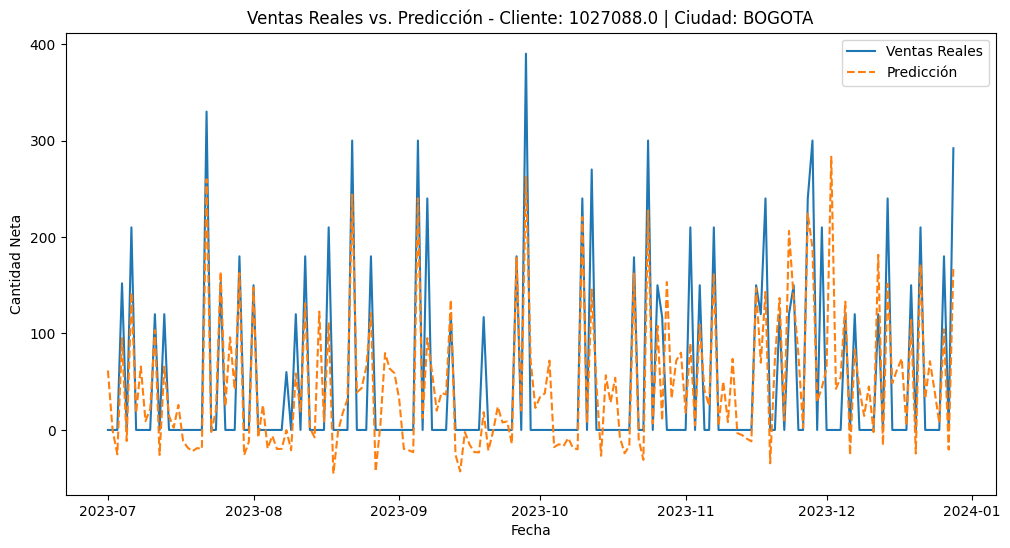 Ventas Reales vs. Predicción - Cliente: 1027088.0 | Ciudad: BOGOTA
Ventas Reales
Predicción
400
300
200
100
0
Cantidad Neta
2023-07
2023-08
2023-09
2023-10
2023-11
2023-12
2024-01
Fecha